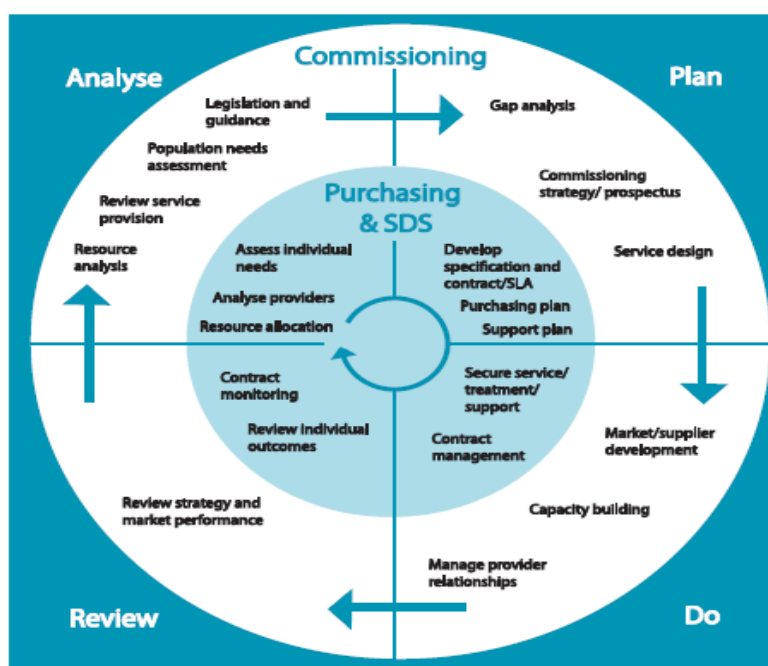 Commissioning
Analyse
Plan
Legislation and
guidance
Gap analysis
Population needs
assessment
Commissioning
strategy/ prospectus
Review service
provision
Resource
analysis
Service design
Purchasing
& SDS
Assess individual
needs
Analyse providers
Resource allocation
Develop
specification and
contract/SLA
Purchasing plan
Support plan
Contract
monitoring
Review individual
outcomes
Secure service/
treatment/
support
Contract
management
Market/supplier
development
Capacity building
Review strategy and
market performance
Manage provider
relationships
Review
Do